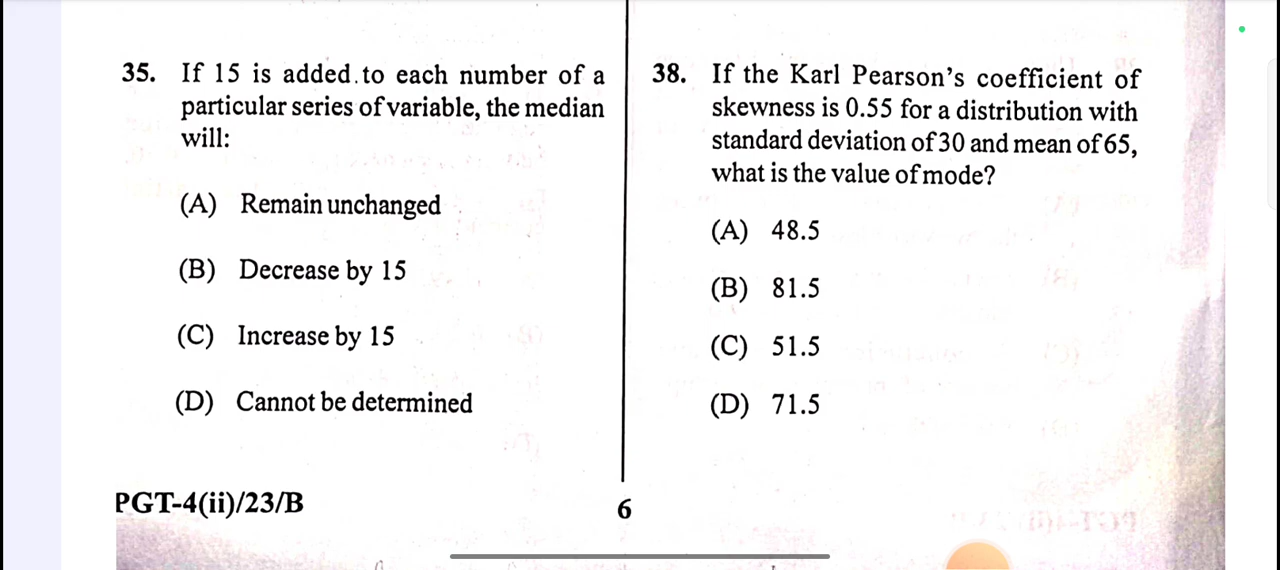 35. If 15 is added.to each number of a
particular series of variable, the median
will:
(A) Remain unchanged
(B) Decrease by 15
(C) Increase by 15
(D) Cannot be determined
PGT-4(ii)/23/B
38. If the Karl Pearson's coefficient of
skewness is 0.55 for a distribution with
standard deviation of 30 and mean of 65,
what is the value of mode?
(A) 48.5
(B) 81.5
(C) 51.5
(D) 71.5
6